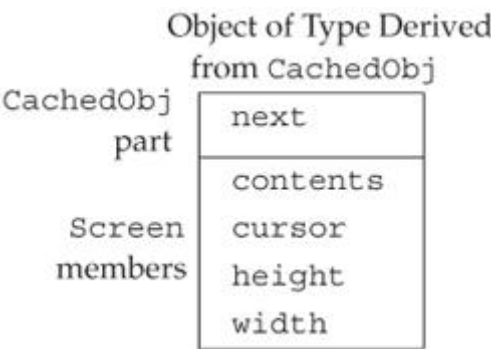 Object of Type Derived
from CachedObj
CachedObj
part
next
Screen
members
contents
cursor
height
width